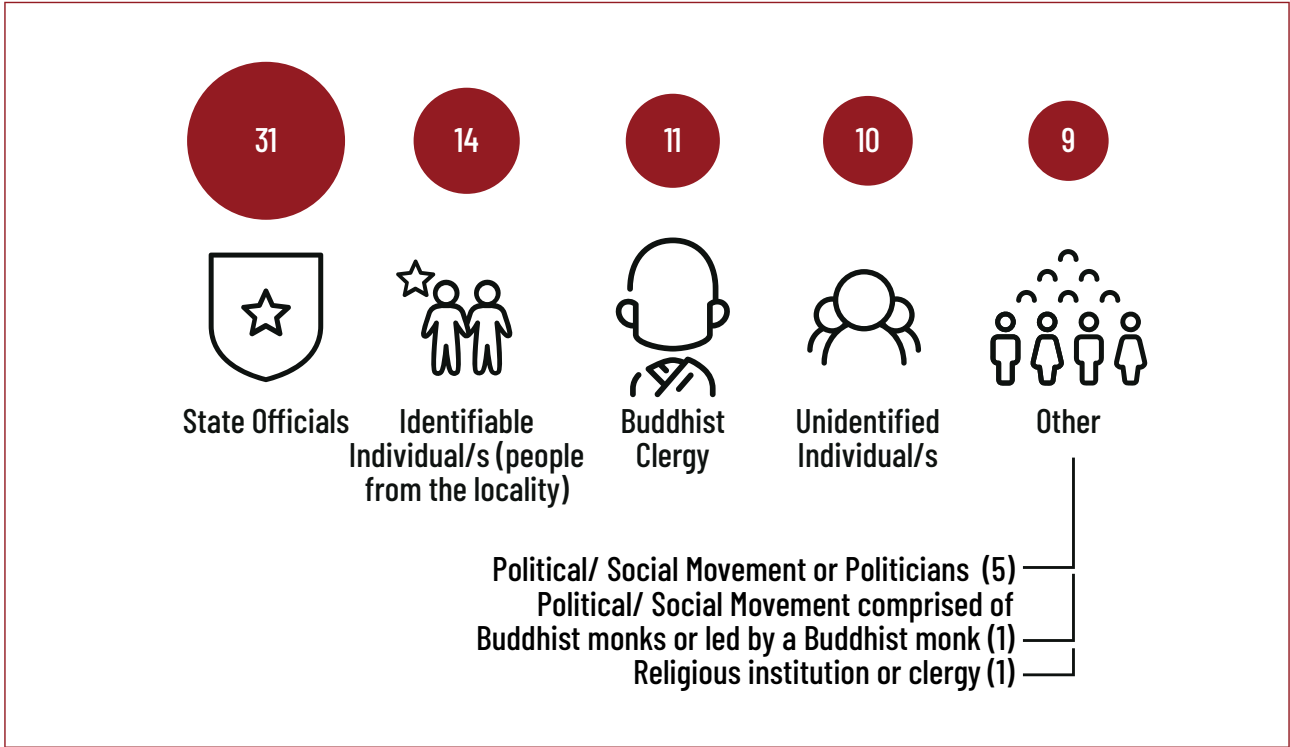 31
14
11
10
9
State Officials
Identifiable
Individual/s (people
from the locality)
Buddhist
Clergy
Unidentified
Individual/s
Other
Political/ Social Movement or Politicians (5)
Political/ Social Movement comprised of
Buddhist monks or led by a Buddhist monk (1)
Religious institution or clergy (1)